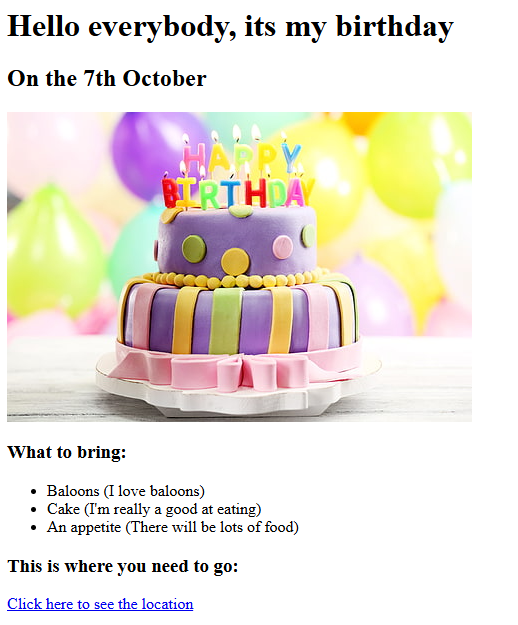 Hello everybody, its my birthday
On the 7th October
HAPPY
BIRTHDAY
What to bring:
Baloons (I love baloons)
Cake (I'm really a good at eating)
An appetite (There will be lots of food)
This is where you need to go:
Click here to see the location